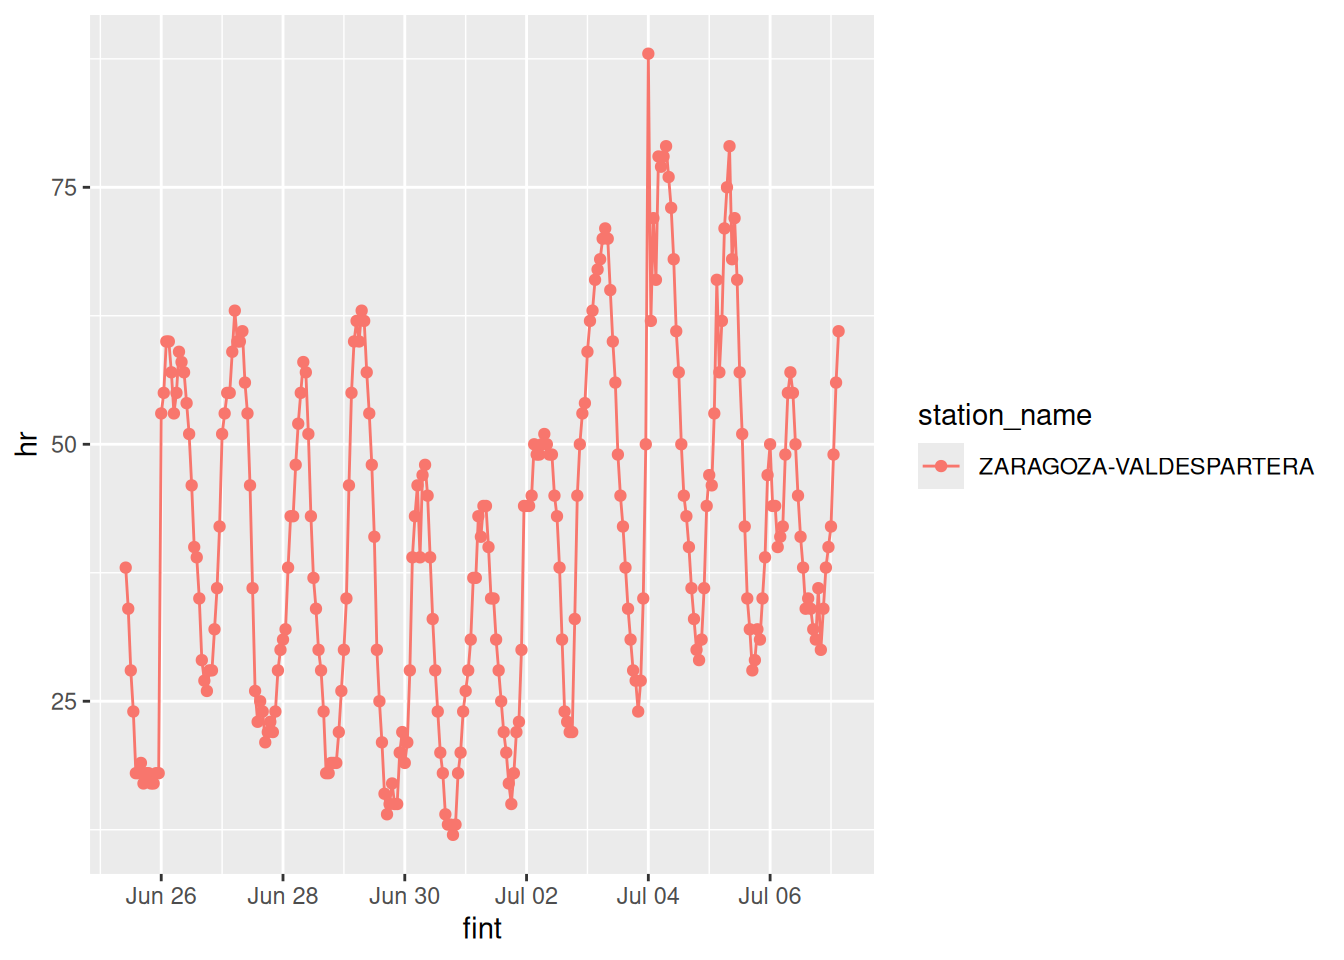 75
50
25
hr
Jun 26
Jun 28
Jun 30
Jul 02
Jul 04
Jul 06
fint
station_name
ZARAGOZA-VALDESPARTERA